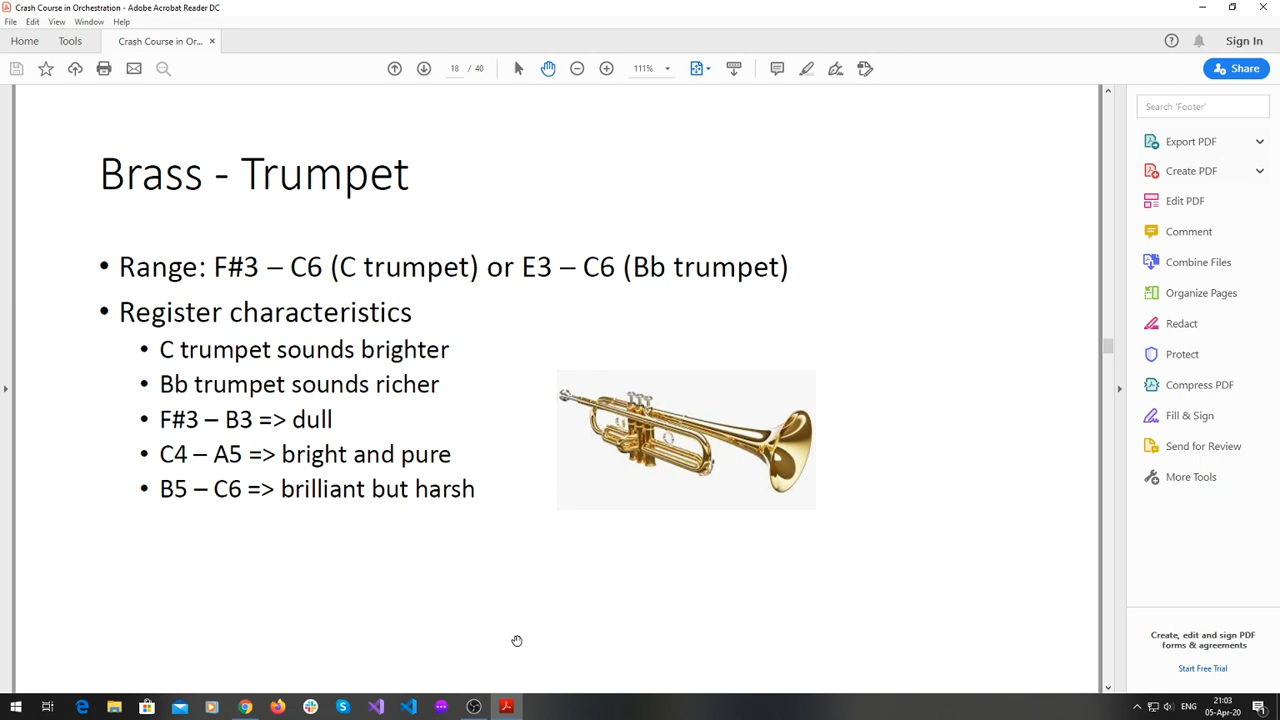 Crash Course in Orchestration - Adobe Acrobat Reader DC
File Edit View Window Help
Home Tools Crash Course in Or... × Sign In
18 / 40 111% Share
Search 'Footer'
Export PDF
Create PDF
Edit PDF
Comment
Combine Files
Organize Pages
Redact
Protect
Compress PDF
Fill & Sign
Send for Review
More Tools
Brass - Trumpet
• Range: F#3 – C6 (C trumpet) or E3 – C6 (Bb trumpet)
• Register characteristics
• C trumpet sounds brighter
• Bb trumpet sounds richer
• F#3 – B3 => dull
• C4 – A5 => bright and pure
• B5 – C6 => brilliant but harsh
Create, edit and sign PDF
forms & agreements
Start Free Trial
ENG
21:03
05-Apr-20
1